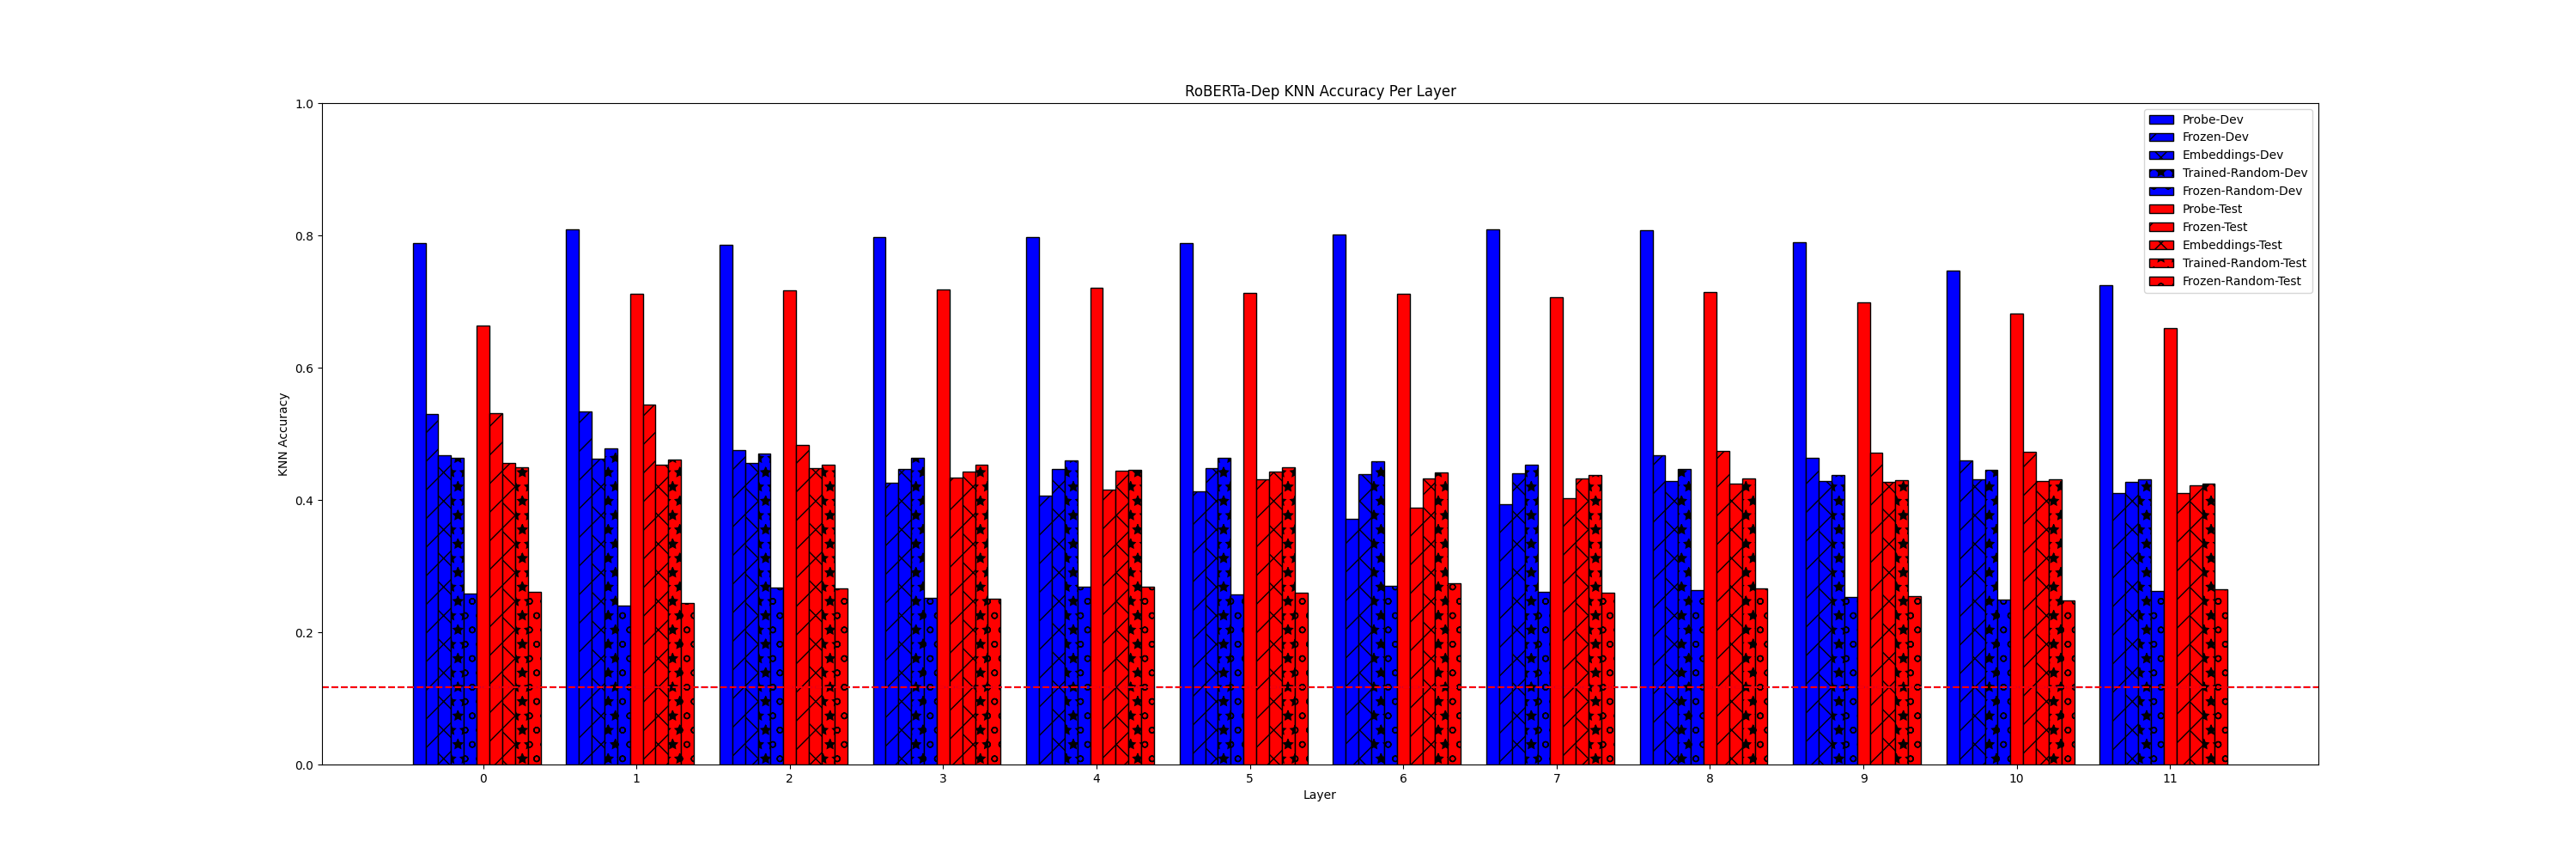 RoBERTa-Dep KNN Accuracy Per Layer
1.0
0.8
0.6
0.4
0.2
0.0
KNN Accuracy
Probe-Dev
Frozen-Dev
Embeddings-Dev
Trained-Random-Dev
Frozen-Random-Dev
Probe-Test
Frozen-Test
Embeddings-Test
Trained-Random-Test
Frozen-Random-Test
0 1 2 3 4 5 6 7 8 9 10 11
Layer